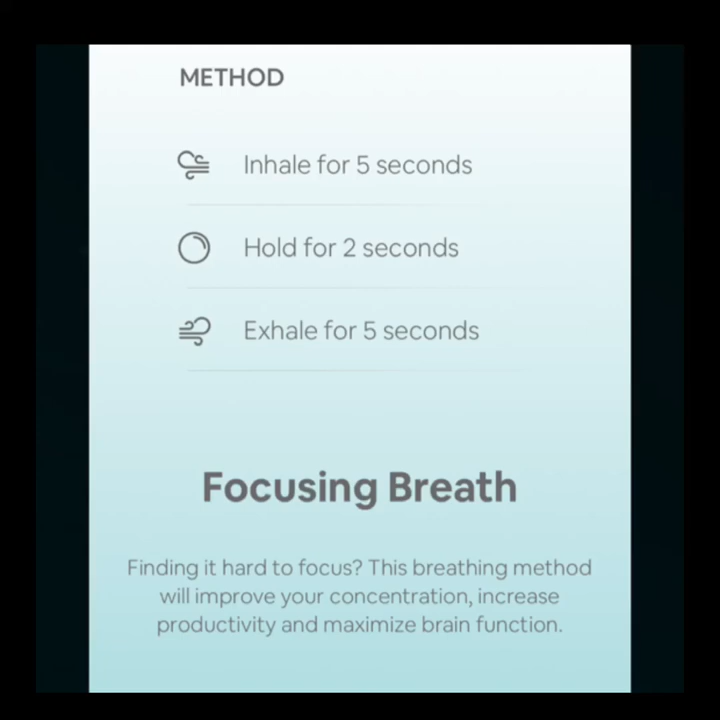 METHOD
Inhale for 5 seconds
Hold for 2 seconds
Exhale for 5 seconds
Focusing Breath
Finding it hard to focus? This breathing method
will improve your concentration, increase
productivity and maximize brain function.